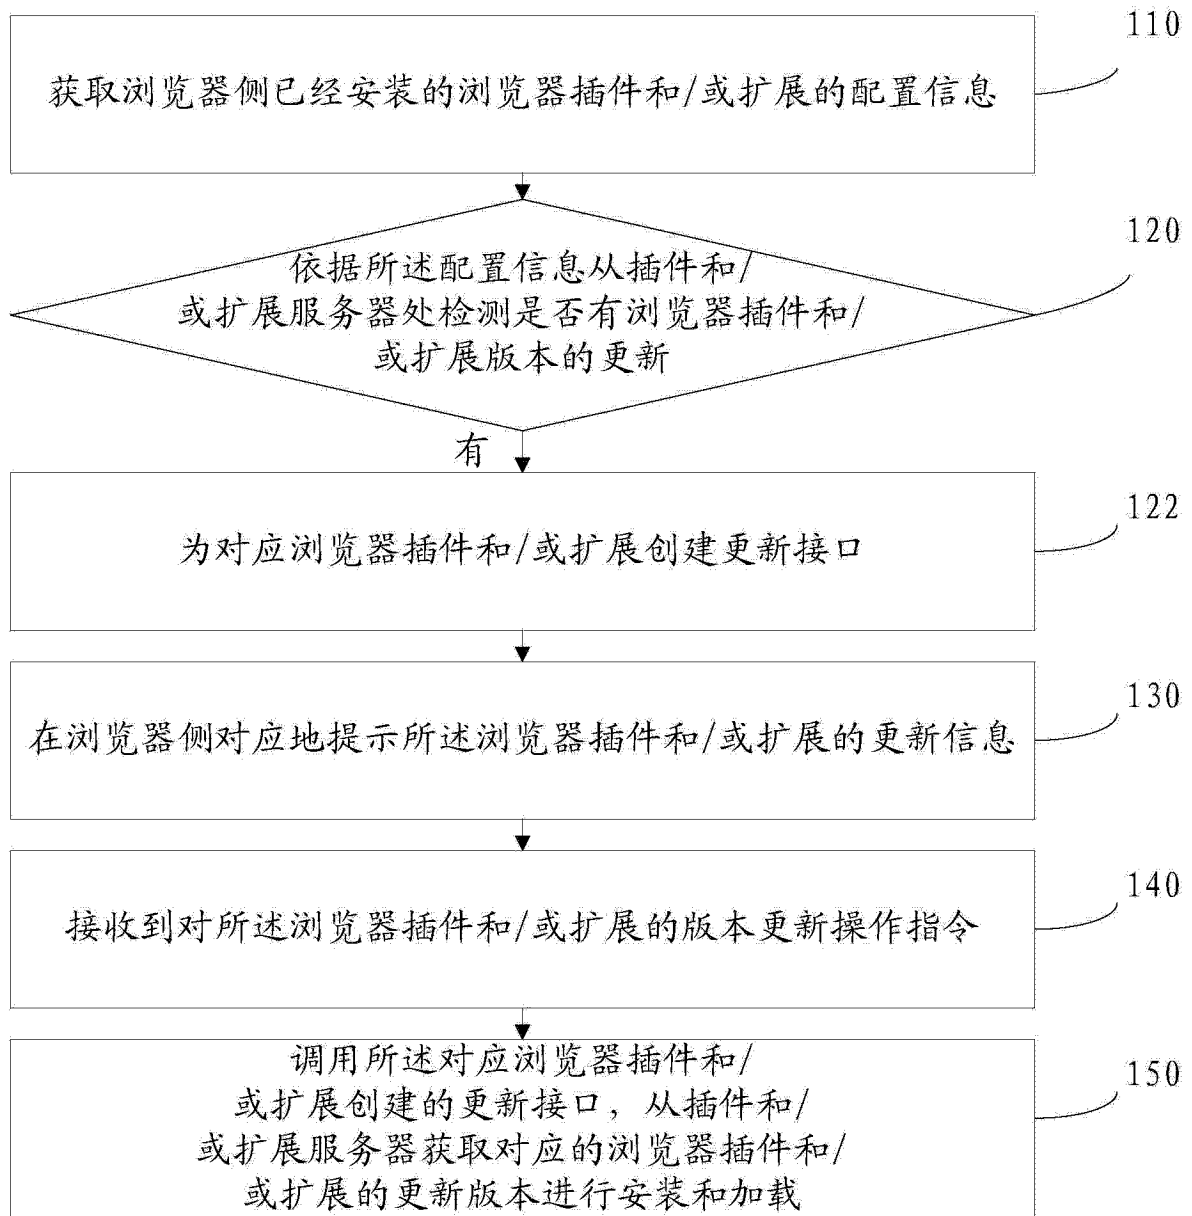 110
获取浏览器侧已经安装的浏览器插件和/或扩展的配置信息
120
依据所述配置信息从插件和/
或扩展服务器处检测是否有浏览器插件和/
或扩展版本的更新
有
122
为对应浏览器插件和/或扩展创建更新接口
130
在浏览器侧对应地提示所述浏览器插件和/或扩展的更新信息
140
接收到对所述浏览器插件和/或扩展的版本更新操作指令
150
调用所述对应浏览器插件和/
或扩展创建的更新接口，从插件和/
或扩展服务器获取对应的浏览器插件和/
或扩展的更新版本进行安装和加载